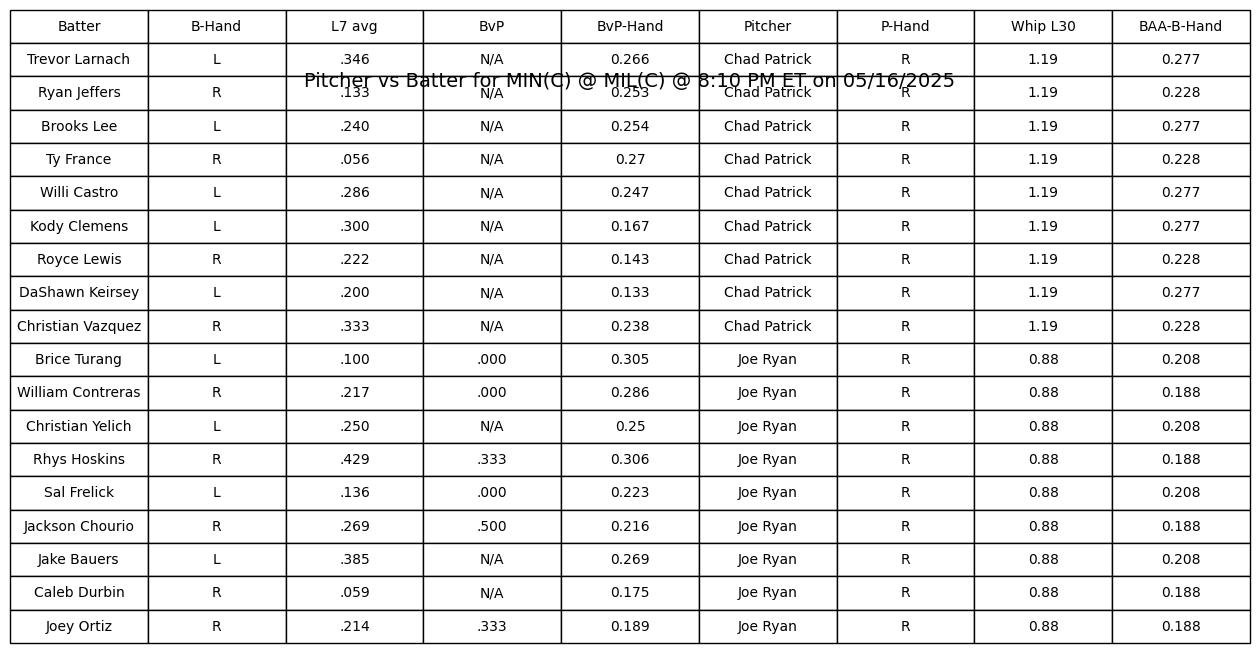 Batter B-Hand L7 avg BvP BvP-Hand Pitcher P-Hand Whip L30 BAA-B-Hand
Trevor Larnach L .346 N/A 0.266 Chad Patrick R 1.19 0.277
Pitcher vs Batter for MIN(C) @ MIL(C) @ 8:10 PM ET on 05/16/2025
Ryan Jeffers R .133 N/A 0.253 Chad Patrick R 1.19 0.228
Brooks Lee L .240 N/A 0.254 Chad Patrick R 1.19 0.277
Ty France R .056 N/A 0.27 Chad Patrick R 1.19 0.228
Willi Castro L .286 N/A 0.247 Chad Patrick R 1.19 0.277
Kody Clemens L .300 N/A 0.167 Chad Patrick R 1.19 0.277
Royce Lewis R .222 N/A 0.143 Chad Patrick R 1.19 0.228
DaShawn Keirsey L .200 N/A 0.133 Chad Patrick R 1.19 0.277
Christian Vazquez R .333 N/A 0.238 Chad Patrick R 1.19 0.228
Brice Turang L .100 .000 0.305 Joe Ryan R 0.88 0.208
William Contreras R .217 .000 0.286 Joe Ryan R 0.88 0.188
Christian Yelich L .250 N/A 0.25 Joe Ryan R 0.88 0.208
Rhys Hoskins R .429 .333 0.306 Joe Ryan R 0.88 0.188
Sal Frelick L .136 .000 0.223 Joe Ryan R 0.88 0.208
Jackson Chourio R .269 .500 0.216 Joe Ryan R 0.88 0.188
Jake Bauers L .385 N/A 0.269 Joe Ryan R 0.88 0.208
Caleb Durbin R .059 N/A 0.175 Joe Ryan R 0.88 0.188
Joey Ortiz R .214 .333 0.189 Joe Ryan R 0.88 0.188